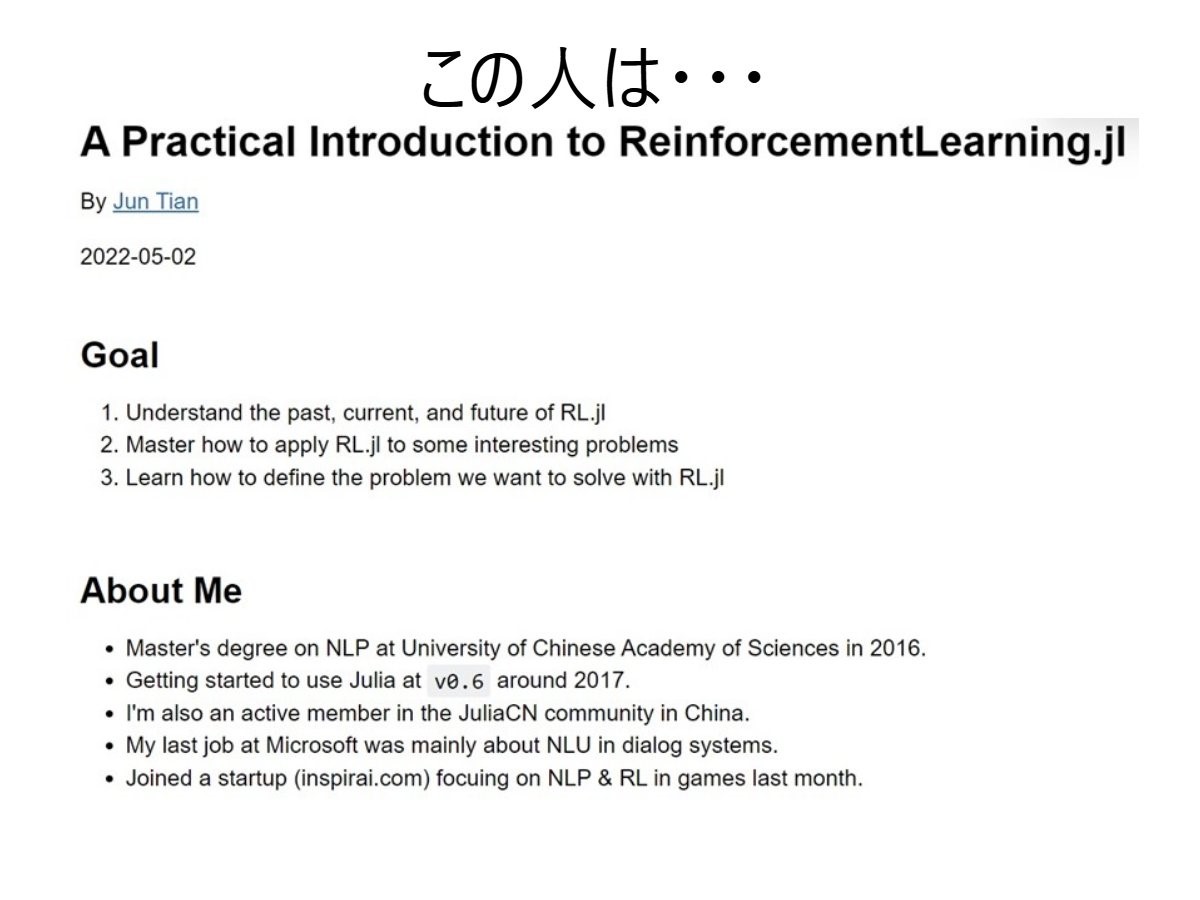 この人は・・・
A Practical Introduction to ReinforcementLearning.jl
By Jun Tian
2022-05-02
Goal
1. Understand the past, current, and future of RL.jl
2. Master how to apply RL.jl to some interesting problems
3. Learn how to define the problem we want to solve with RL.jl
About Me
• Master's degree on NLP at University of Chinese Academy of Sciences in 2016.
• Getting started to use Julia at v0.6 around 2017.
• I'm also an active member in the JuliaCN community in China.
• My last job at Microsoft was mainly about NLU in dialog systems.
• Joined a startup (inspirai.com) focuing on NLP & RL in games last month.